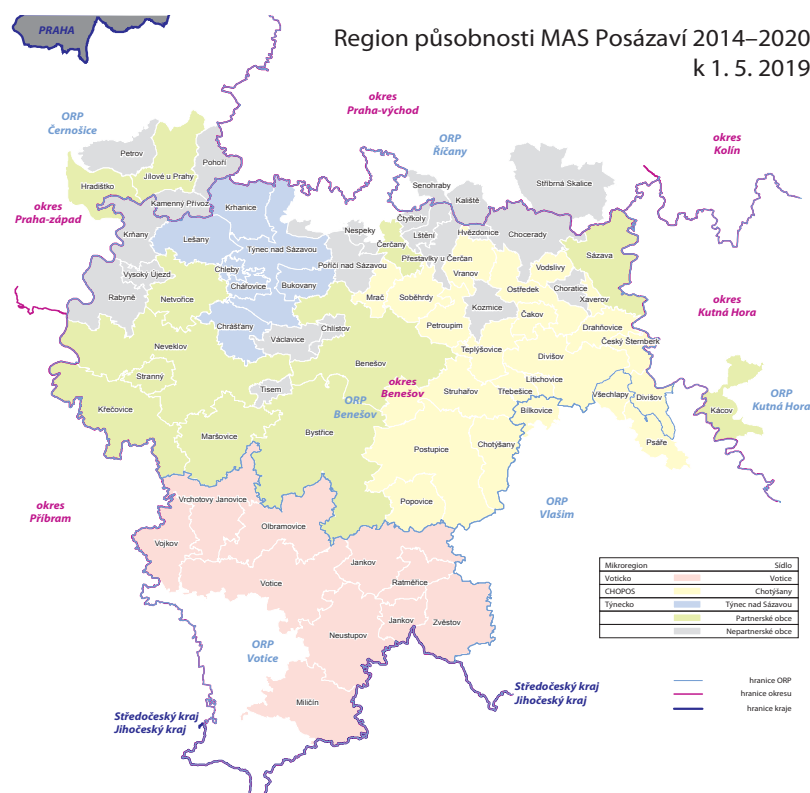 PRAHA
Region působnosti MAS Posázaví 2014–2020
k 1. 5. 2019
okres
Praha-východ
ORP
Černošice
ORP
Říčany
okres
Kolín
Petrov
Jílové u Prahy
Pohoří
Hradištko
Kamenný Přívoz
Senohraby
Kaliště
Stříbrná Skalice
okres
Praha-západ
Krhanice
Krňany
Lešany
Týnec nad Sázavou
Nespeky
Čerčany
Čtyřkoly
Lštění
Hvězdonice
Chocerady
Přestavlky u Čerčan
Poříčí nad Sázavou
Vranov
Vodslivy
Sázava
Vysoký Újezd
Chleby
Chářovice
Bukovany
Rabyně
Netvořice
Mrač
Soběhrdy
Ostředek
Choratice
Xaverov
Kozmice
Čakov
Chrášťany
Václavice
Chlistov
Petroupim
Drahňovice
Český Šternberk
okres
Kutná Hora
Neveklov
Benešov
Teplýšovice
Divišov
Stranný
Tisem
okres
Benešov
ORP
Benešov
Struhařov
Litichovice
Třebešice
Všechlapy
Divišov
Bílkovice
Křečovice
Maršovice
Bystřice
Postupice
Chotýšany
Psáře
Kácov
ORP
Kutná Hora
okres
Příbram
Vrchotovy Janovice
Popovice
ORP
Vlašim
Vojkov
Olbramovice
Votice
Jankov
Ratměřice
Jankov
Zvěstov
Neustupov
ORP
Votice
Miličín
Středočeský kraj
Jihočeský kraj
Středočeský kraj
Jihočeský kraj
Mikroregion Sídlo
Voticko Votice
CHOPOS Chotýšany
Týnecko Týnec nad Sázavou
Partnerské obce
Nepartnerské obce
hranice ORP
hranice okresu
hranice kraje